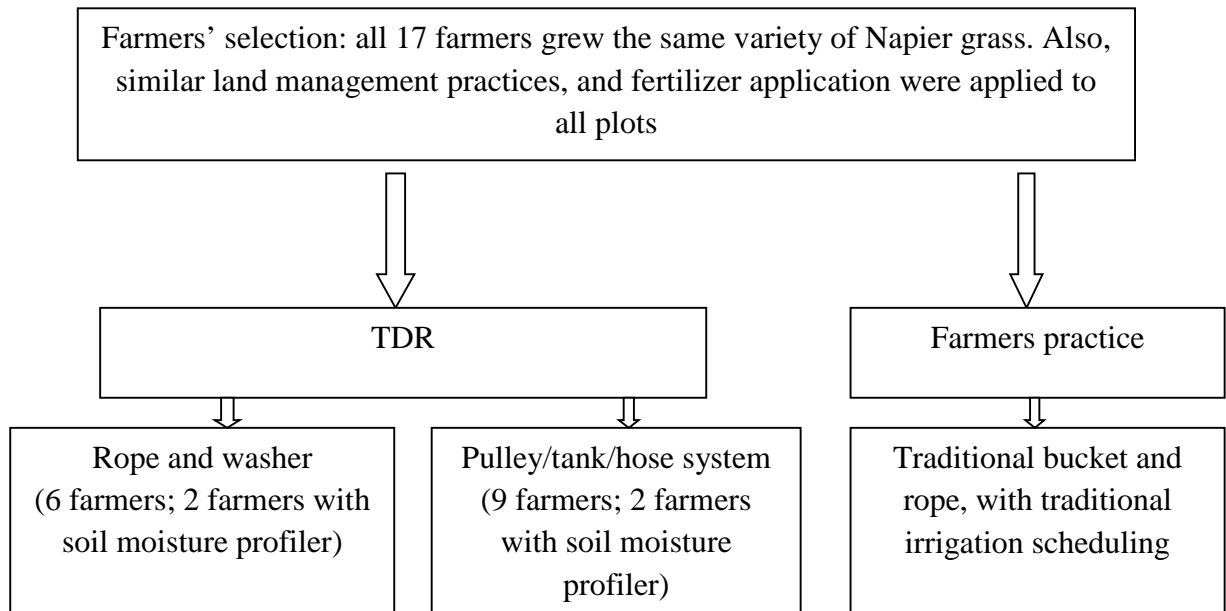 Farmers’ selection: all 17 farmers grew the same variety of Napier grass. Also,
similar land management practices, and fertilizer application were applied to
all plots
TDR
Farmers practice
Rope and washer
(6 farmers; 2 farmers with
soil moisture profiler)
Pulley/tank/hose system
(9 farmers; 2 farmers
with soil moisture
profiler)
Traditional bucket and
rope, with traditional
irrigation scheduling